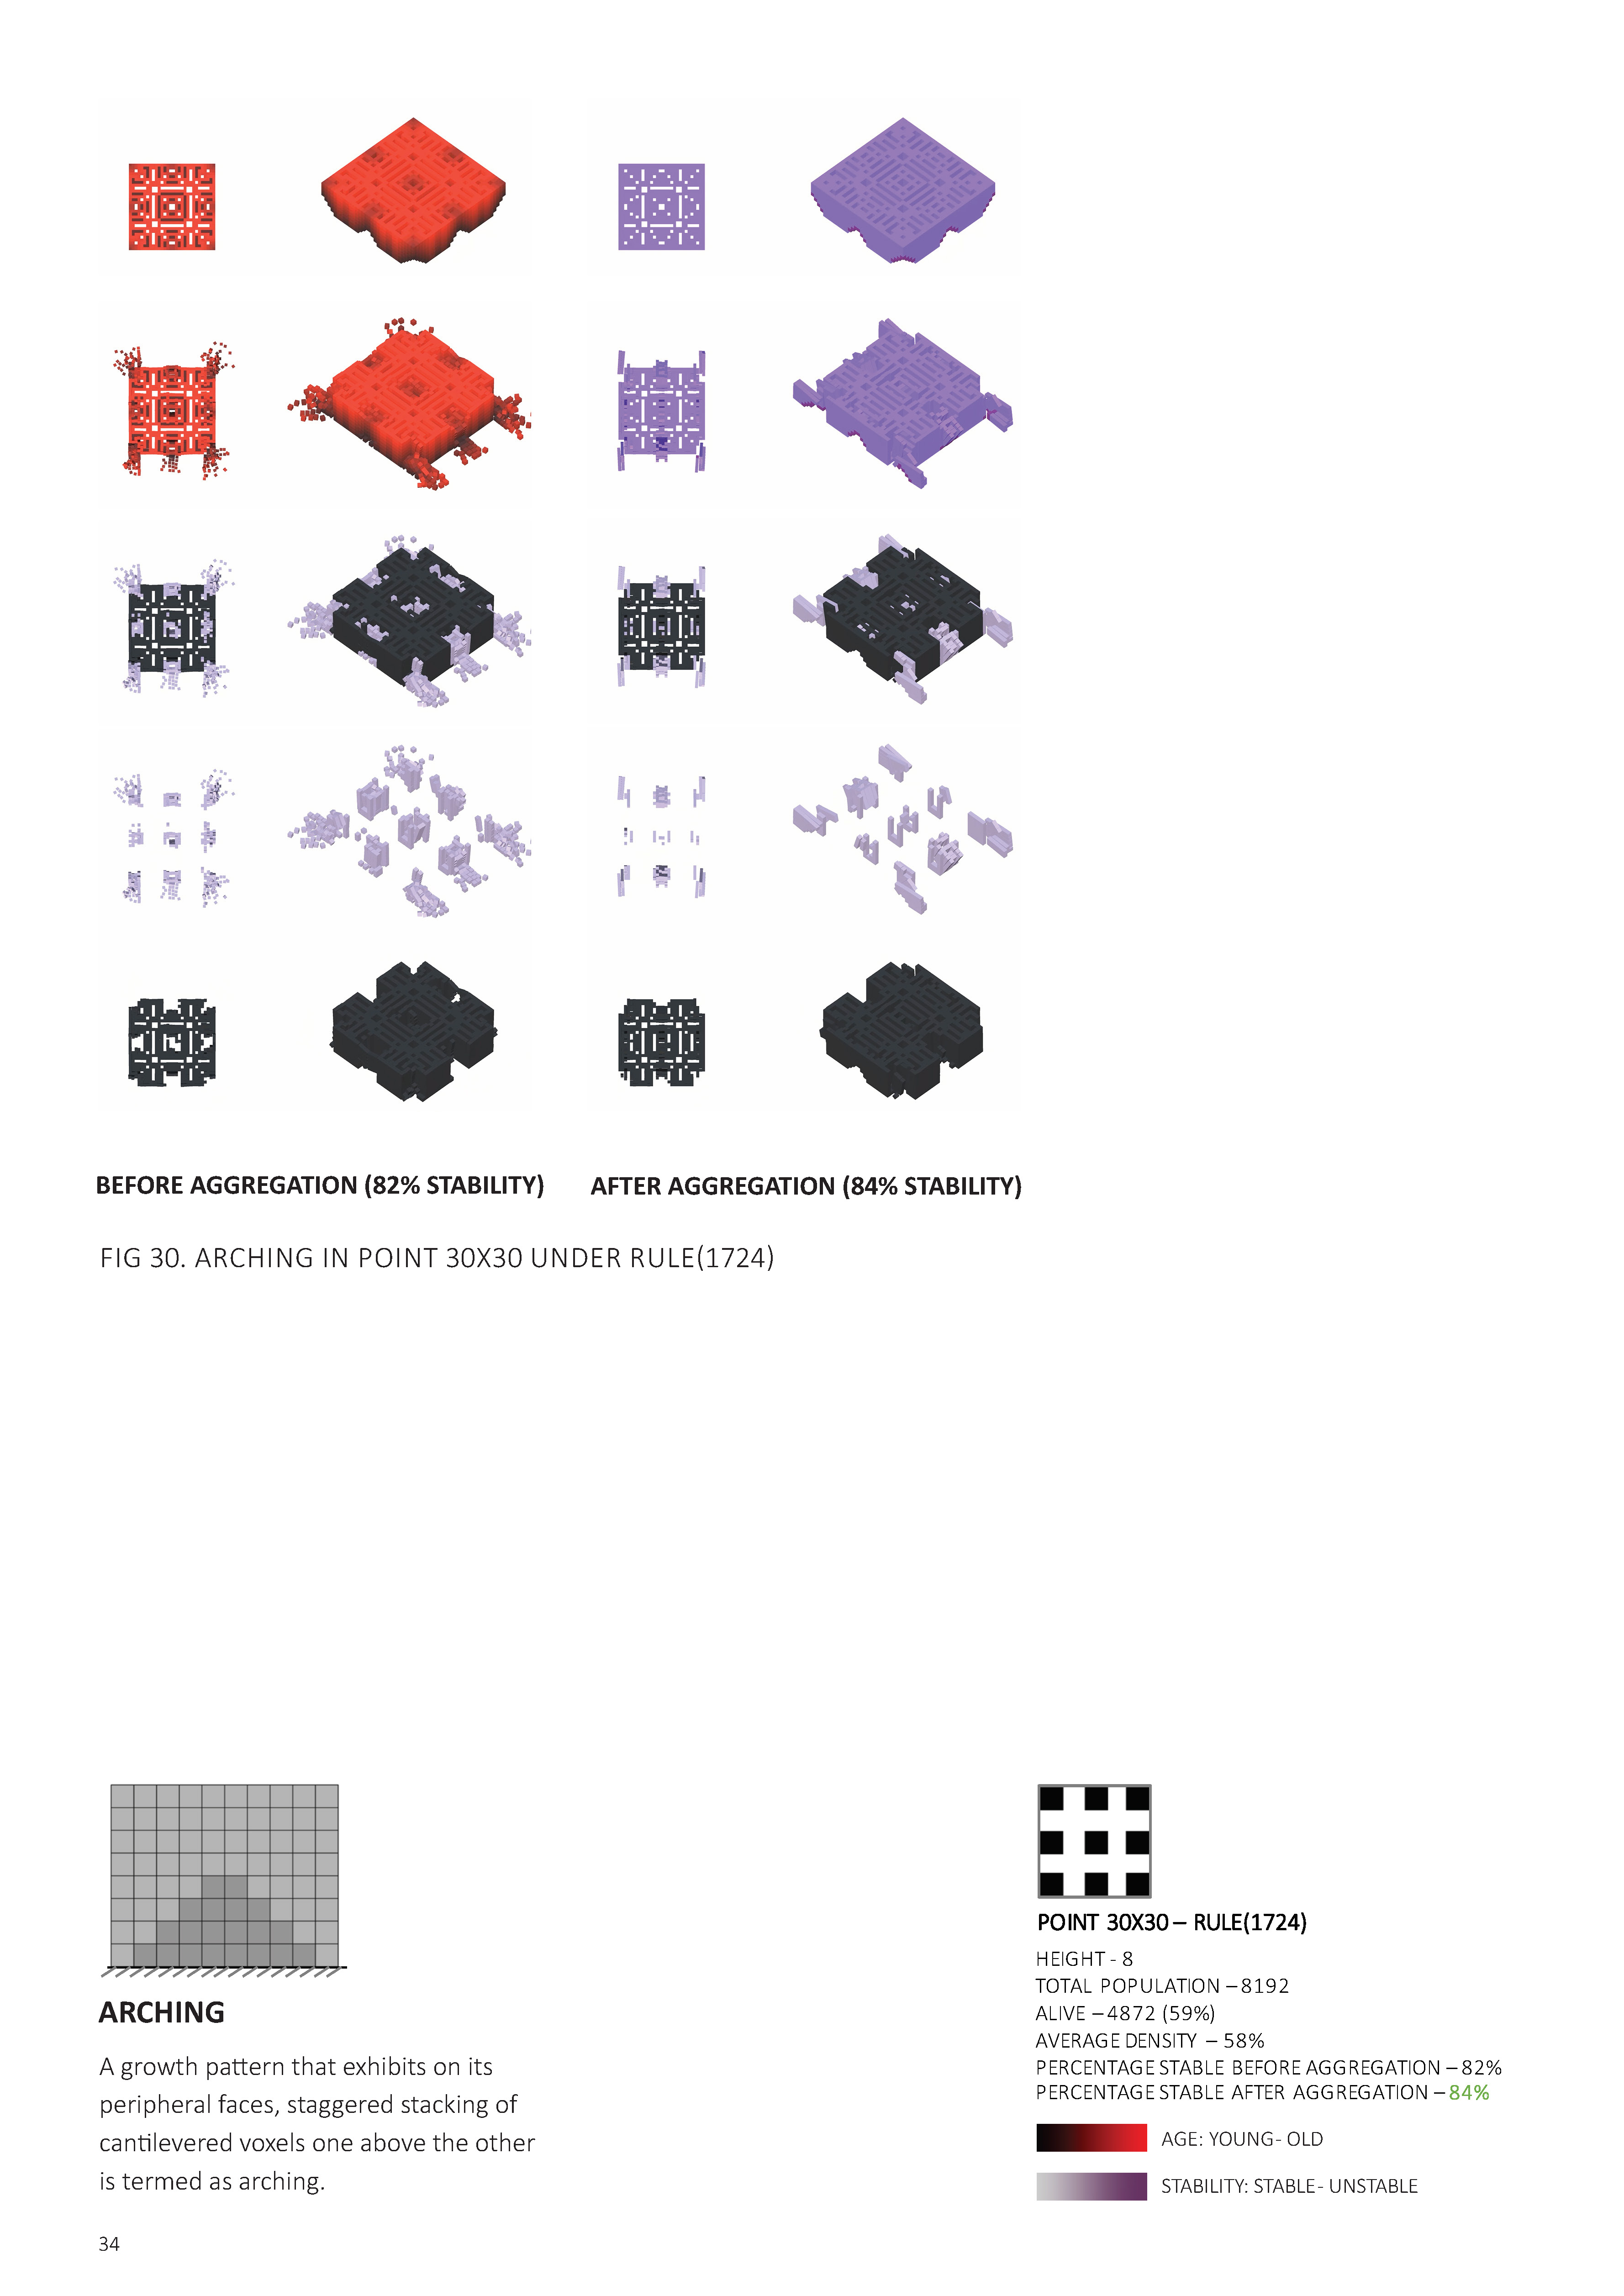 BEFORE AGGREGATION (82% STABILITY)
AFTER AGGREGATION (84% STABILITY)
FIG 30. ARCHING IN POINT 30X30 UNDER RULE(1724)
ARCHING
A growth pattern that exhibits on its
peripheral faces, staggered stacking of
cantilevered voxels one above the other
is termed as arching.
POINT 30X30 – RULE(1724)
HEIGHT - 8
TOTAL POPULATION – 8192
ALIVE – 4872 (59%)
AVERAGE DENSITY – 58%
PERCENTAGE STABLE BEFORE AGGREGATION – 82%
PERCENTAGE STABLE AFTER AGGREGATION – 84%
AGE: YOUNG- OLD
STABILITY: STABLE- UNSTABLE
34